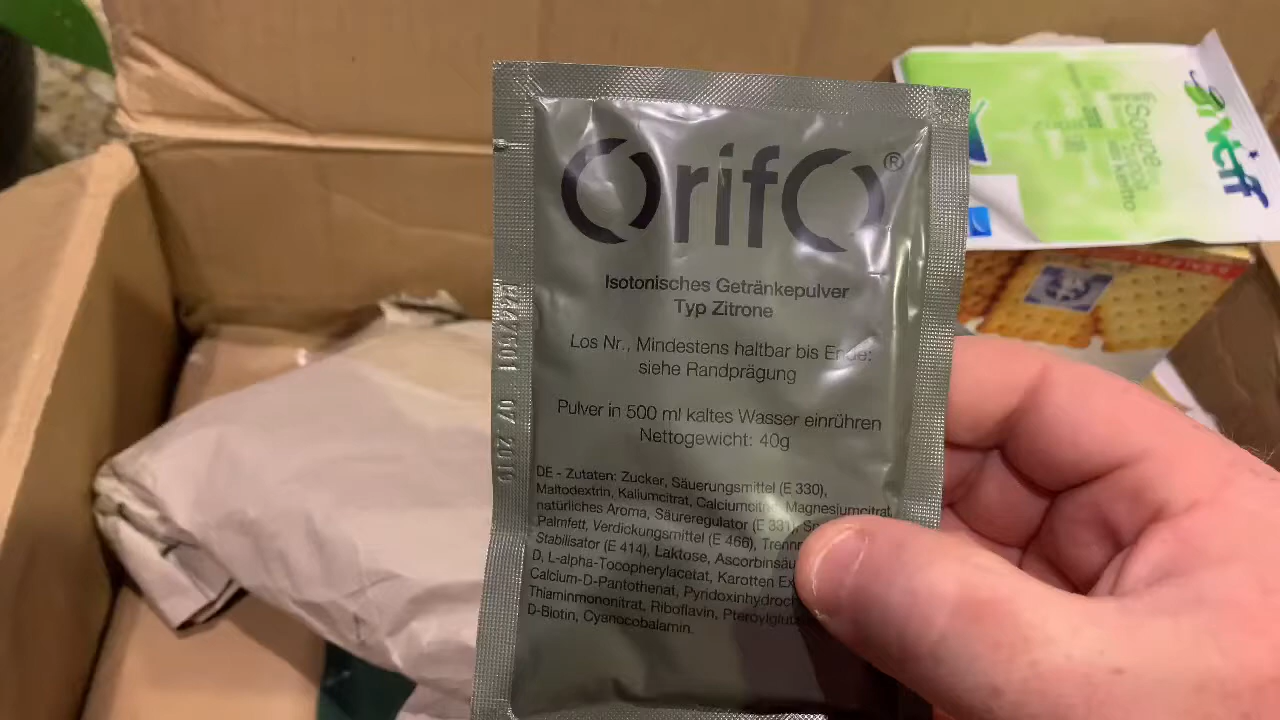 OrifO®
Isotonisches Getränkepulver
Typ Zitrone
Los Nr., Mindestens haltbar bis Ende:
siehe Randprägung
Pulver in 500 ml kaltes Wasser einrühren
Nettogewicht: 40g
DE - Zutaten: Zucker, Säuerungsmittel (E 330),
Maltodextrin, Kaliumcitrat, Calciumcitrat, Magnesiumcitrat,
natürliches Aroma, Säureregulator (E 331),
Palmfett, Verdickungsmittel (E 466),
Stabilisator (E 414), Laktose,
D, L-alpha-Tocopherylacetat, Karotten
Calcium-D-Pantothenat,
Thiaminmononitrat, Riboflavin,
D-Biotin, Cyanocobalamin.
07 2019